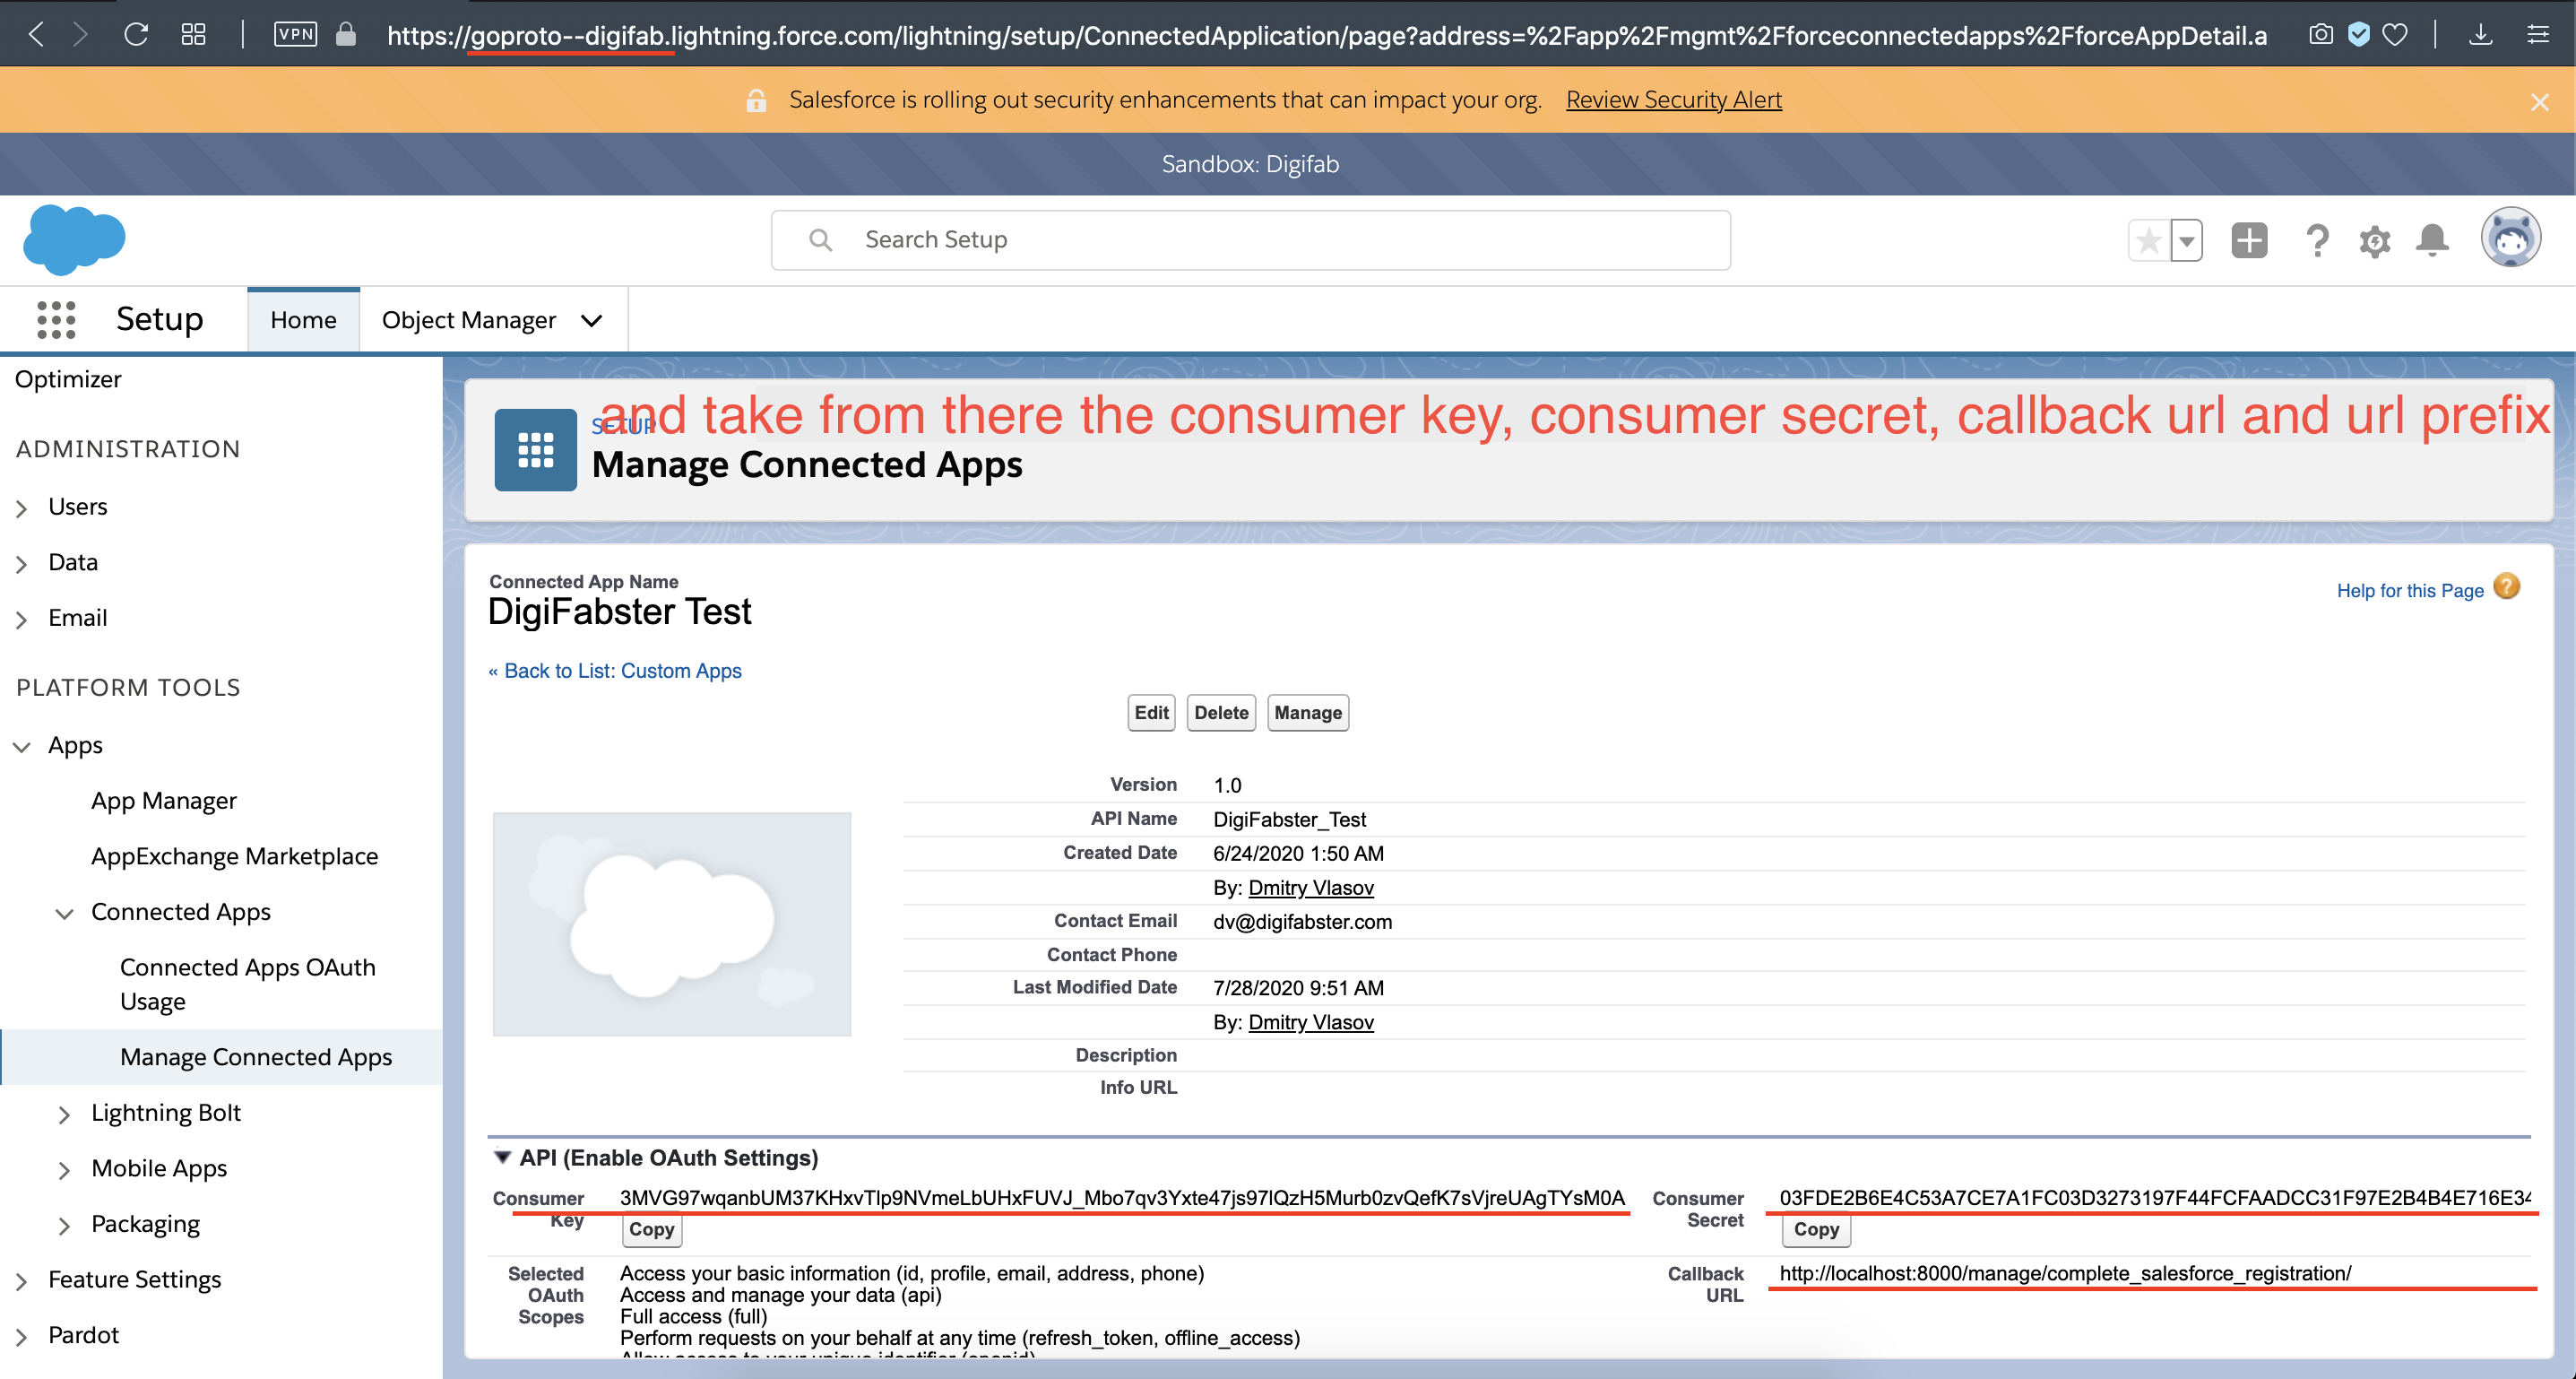 VPN
https://goproto--digifab.lightning.force.com/lightning/setup/ConnectedApplication/page?address=%2Fapp%2Fmgmt%2Fforceconnectedapps%2FforceAppDetail.a
Salesforce is rolling out security enhancements that can impact your org. Review Security Alert
Sandbox: Digifab
Search Setup
Setup
Home
Object Manager
Optimizer
ADMINISTRATION
Users
Data
Email
PLATFORM TOOLS
Apps
App Manager
AppExchange Marketplace
Connected Apps
Connected Apps OAuth
Usage
Manage Connected Apps
Lightning Bolt
Mobile Apps
Packaging
Feature Settings
Pardot
and take from there the consumer key, consumer secret, callback url and url prefix
SETUP
Manage Connected Apps
Connected App Name
DigiFabster Test
Help for this Page
« Back to List: Custom Apps
Edit
Delete
Manage
Version 1.0
API Name DigiFabster_Test
Created Date 6/24/2020 1:50 AM
By: Dmitry Vlasov
Contact Email dv@digifabster.com
Contact Phone
Last Modified Date 7/28/2020 9:51 AM
By: Dmitry Vlasov
Description
Info URL
API (Enable OAuth Settings)
Consumer Key
3MVG97wqanbUM37KHxvTlp9NVmeLbUHxFUVJ_Mbo7qv3Yxte47js97lQzH5Murb0zvQefK7sVjreUAgTYsM0A
Copy
Consumer Secret
03FDE2B6E4C53A7CE7A1FC03D3273197F44FCFAADCC31F97E2B4B4E716E34
Copy
Selected OAuth Scopes
Access your basic information (id, profile, email, address, phone)
Access and manage your data (api)
Full access (full)
Perform requests on your behalf at any time (refresh_token, offline_access)
Callback URL
http://localhost:8000/manage/complete_salesforce_registration/